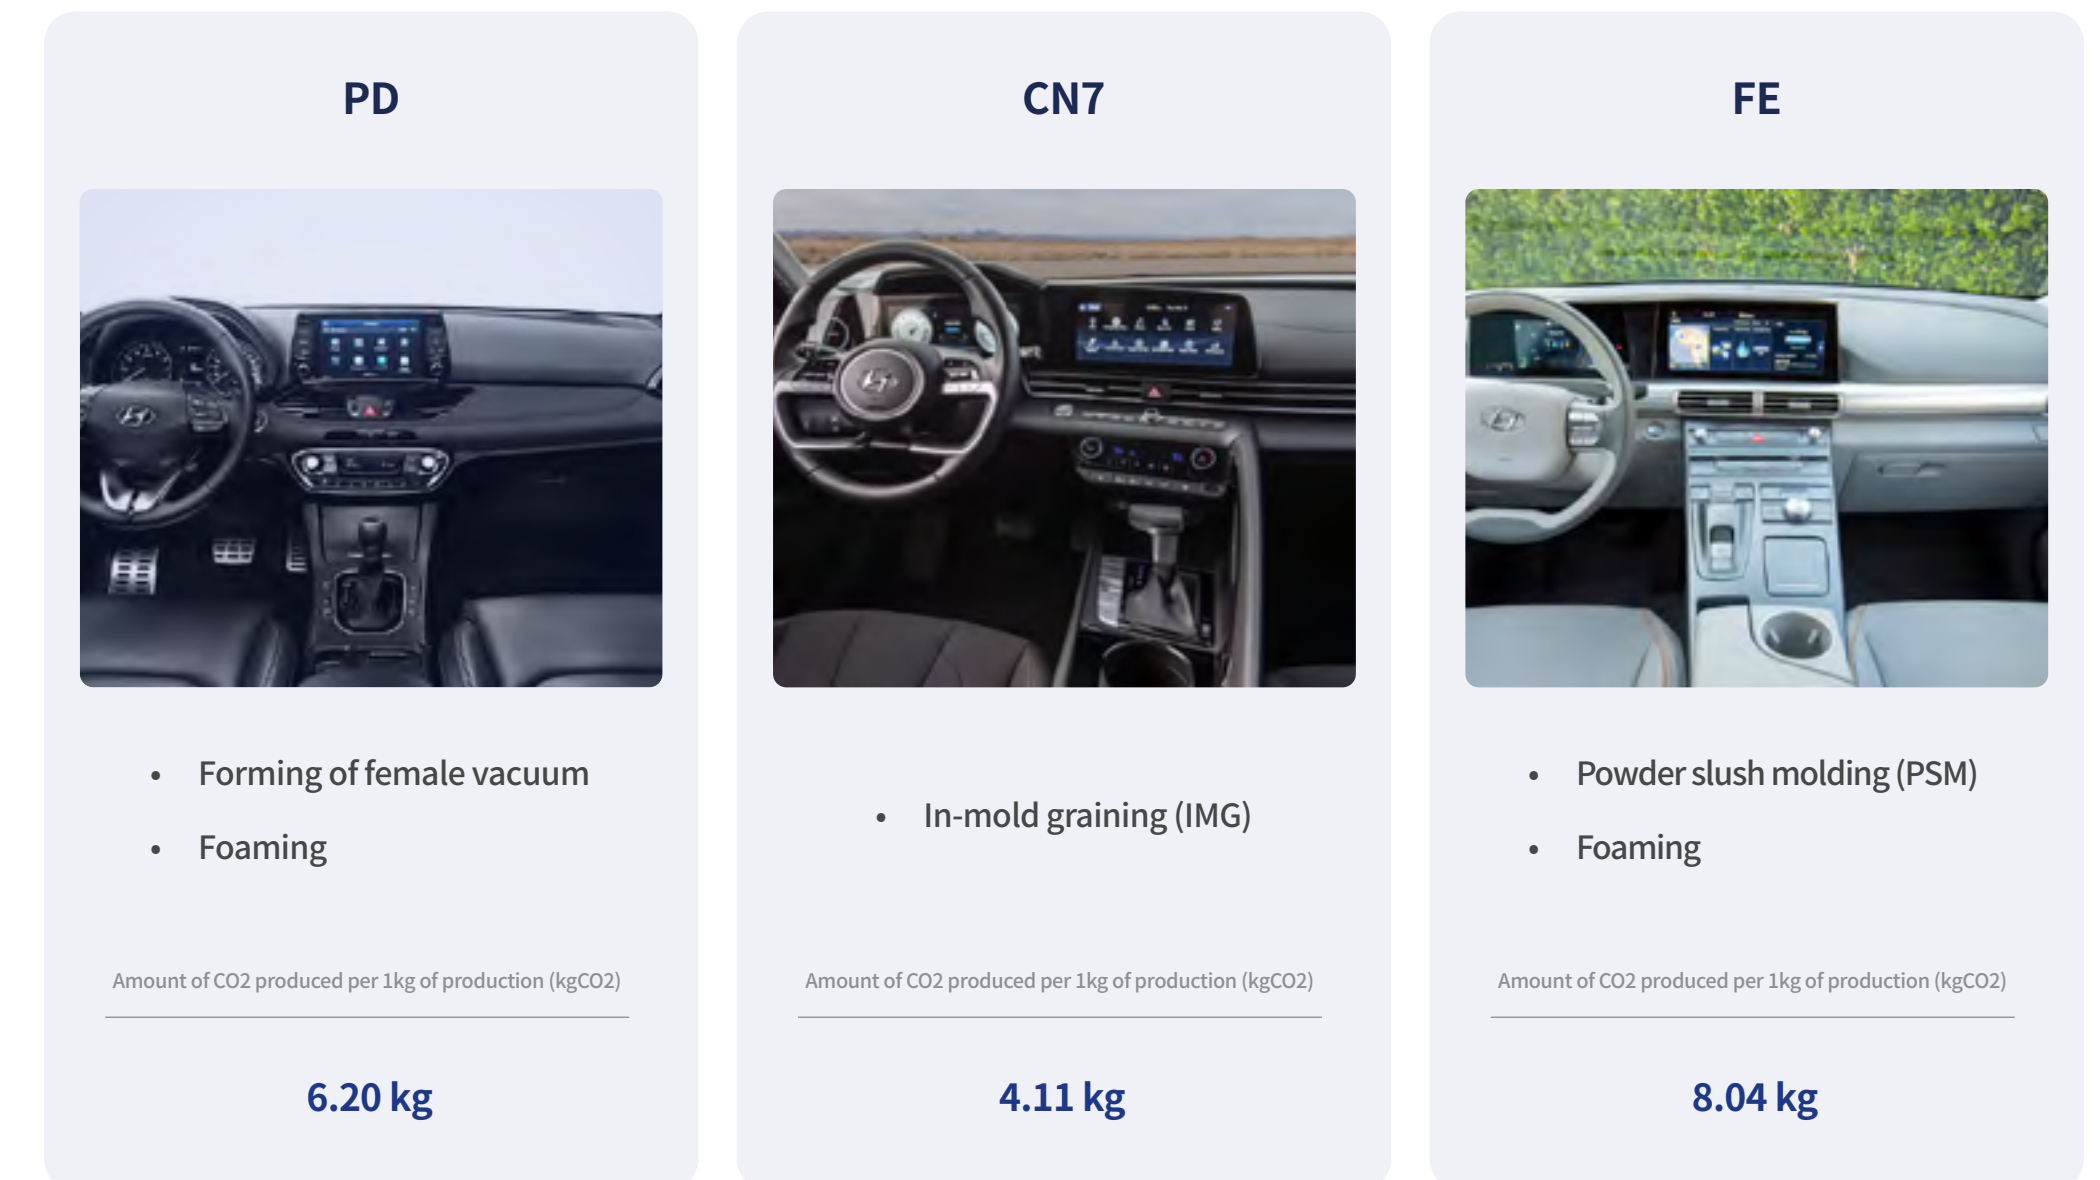 PD
• Forming of female vacuum
• Foaming
Amount of CO2 produced per 1kg of production (kgCO2)
6.20 kg
CN7
• In-mold graining (IMG)
Amount of CO2 produced per 1kg of production (kgCO2)
4.11 kg
FE
• Powder slush molding (PSM)
• Foaming
Amount of CO2 produced per 1kg of production (kgCO2)
8.04 kg